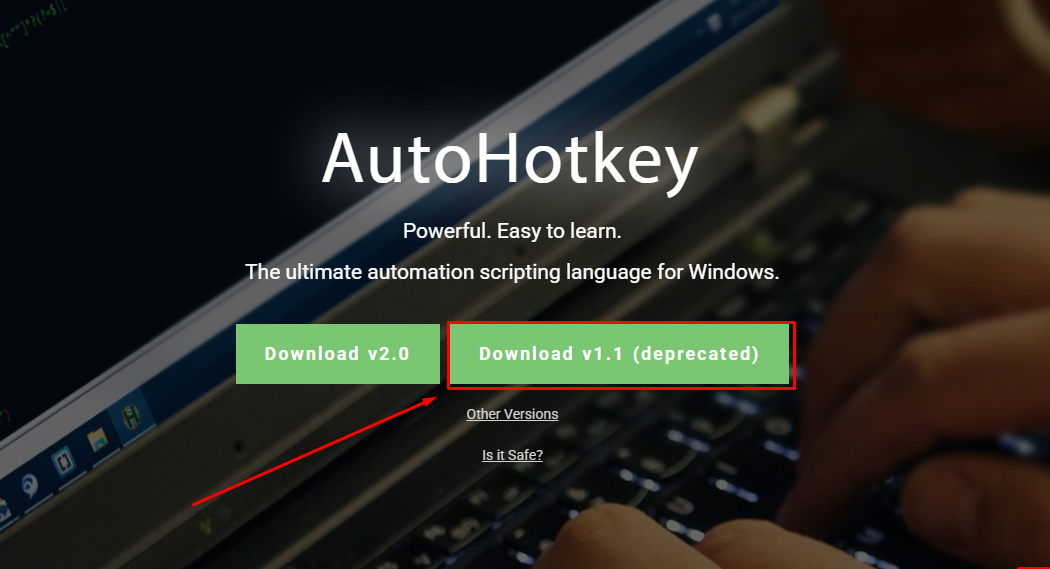 AutoHotkey
Powerful. Easy to learn.
The ultimate automation scripting language for Windows.
Download v2.0
Download v1.1 (deprecated)
Other Versions
Is it Safe?